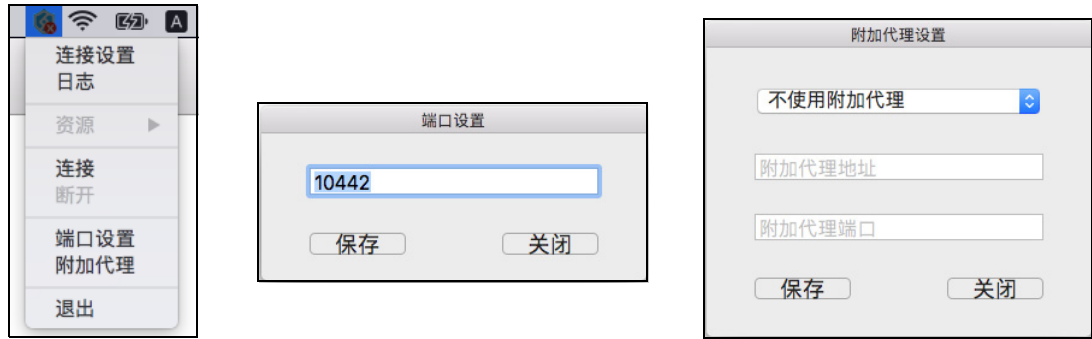 A
连接设置
日志
资源
连接
断开
端口设置
附加代理
退出
端口设置
10442
保存
关闭
附加代理设置
不使用附加代理
附加代理地址
附加代理端口
保存
关闭